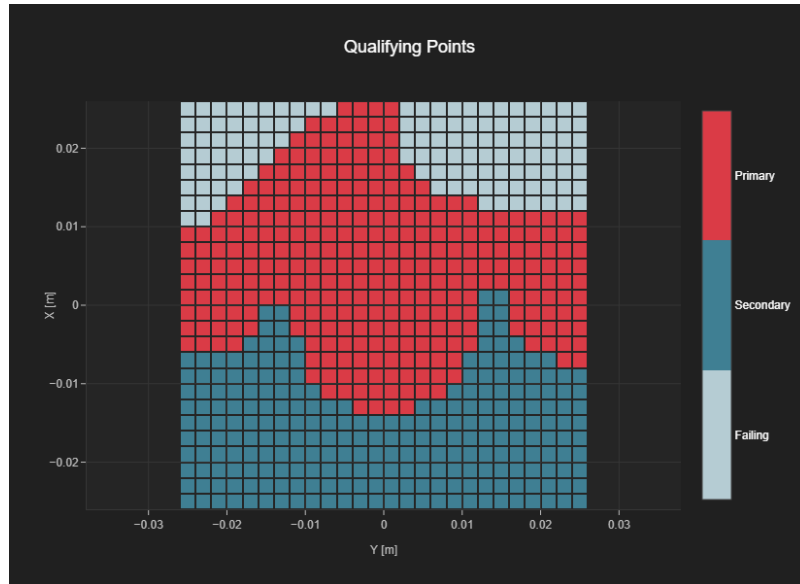 Qualifying Points
X [m]
0.02
0.01
0
−0.01
−0.02
−0.03
−0.02
−0.01
0
0.01
0.02
0.03
Y [m]
Primary
Secondary
Failing